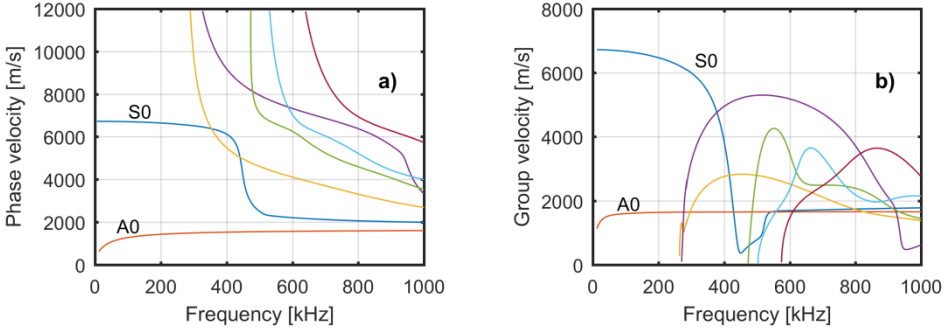 12000
10000
8000
6000
4000
2000
0
Phase velocity [m/s]
S0
A0
a)
0 200 400 600 800 1000
Frequency [kHz]
8000
6000
4000
2000
0
Group velocity [m/s]
S0
A0
b)
0 200 400 600 800 1000
Frequency [kHz]